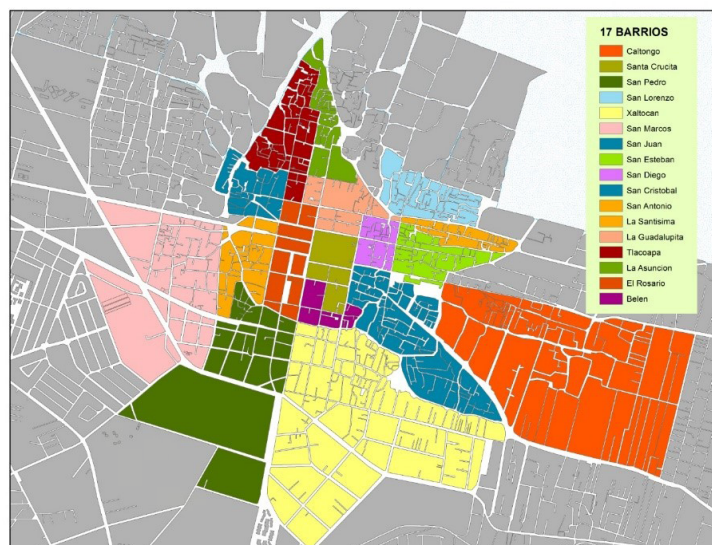 17 BARRIOS
Caltongo
Santa Crucita
San Pedro
San Lorenzo
Xaltocan
San Marcos
San Juan
San Esteban
San Diego
San Cristobal
San Antonio
La Santisima
La Guadalupita
Tlacoapa
La Asuncion
El Rosario
Belen